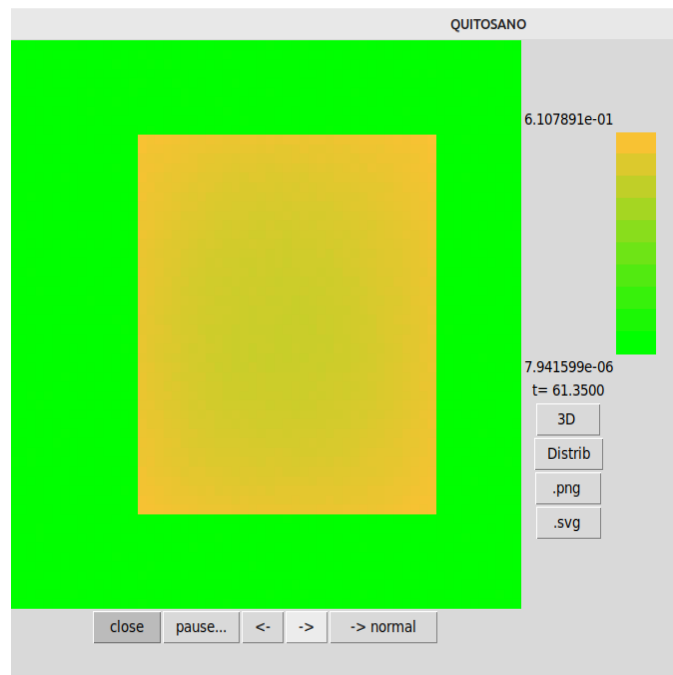 QUITOSANO
6.107891e-01
7.941599e-06
t= 61.3500
3D
Distrib
.png
.svg
close pause... <- -> -> normal